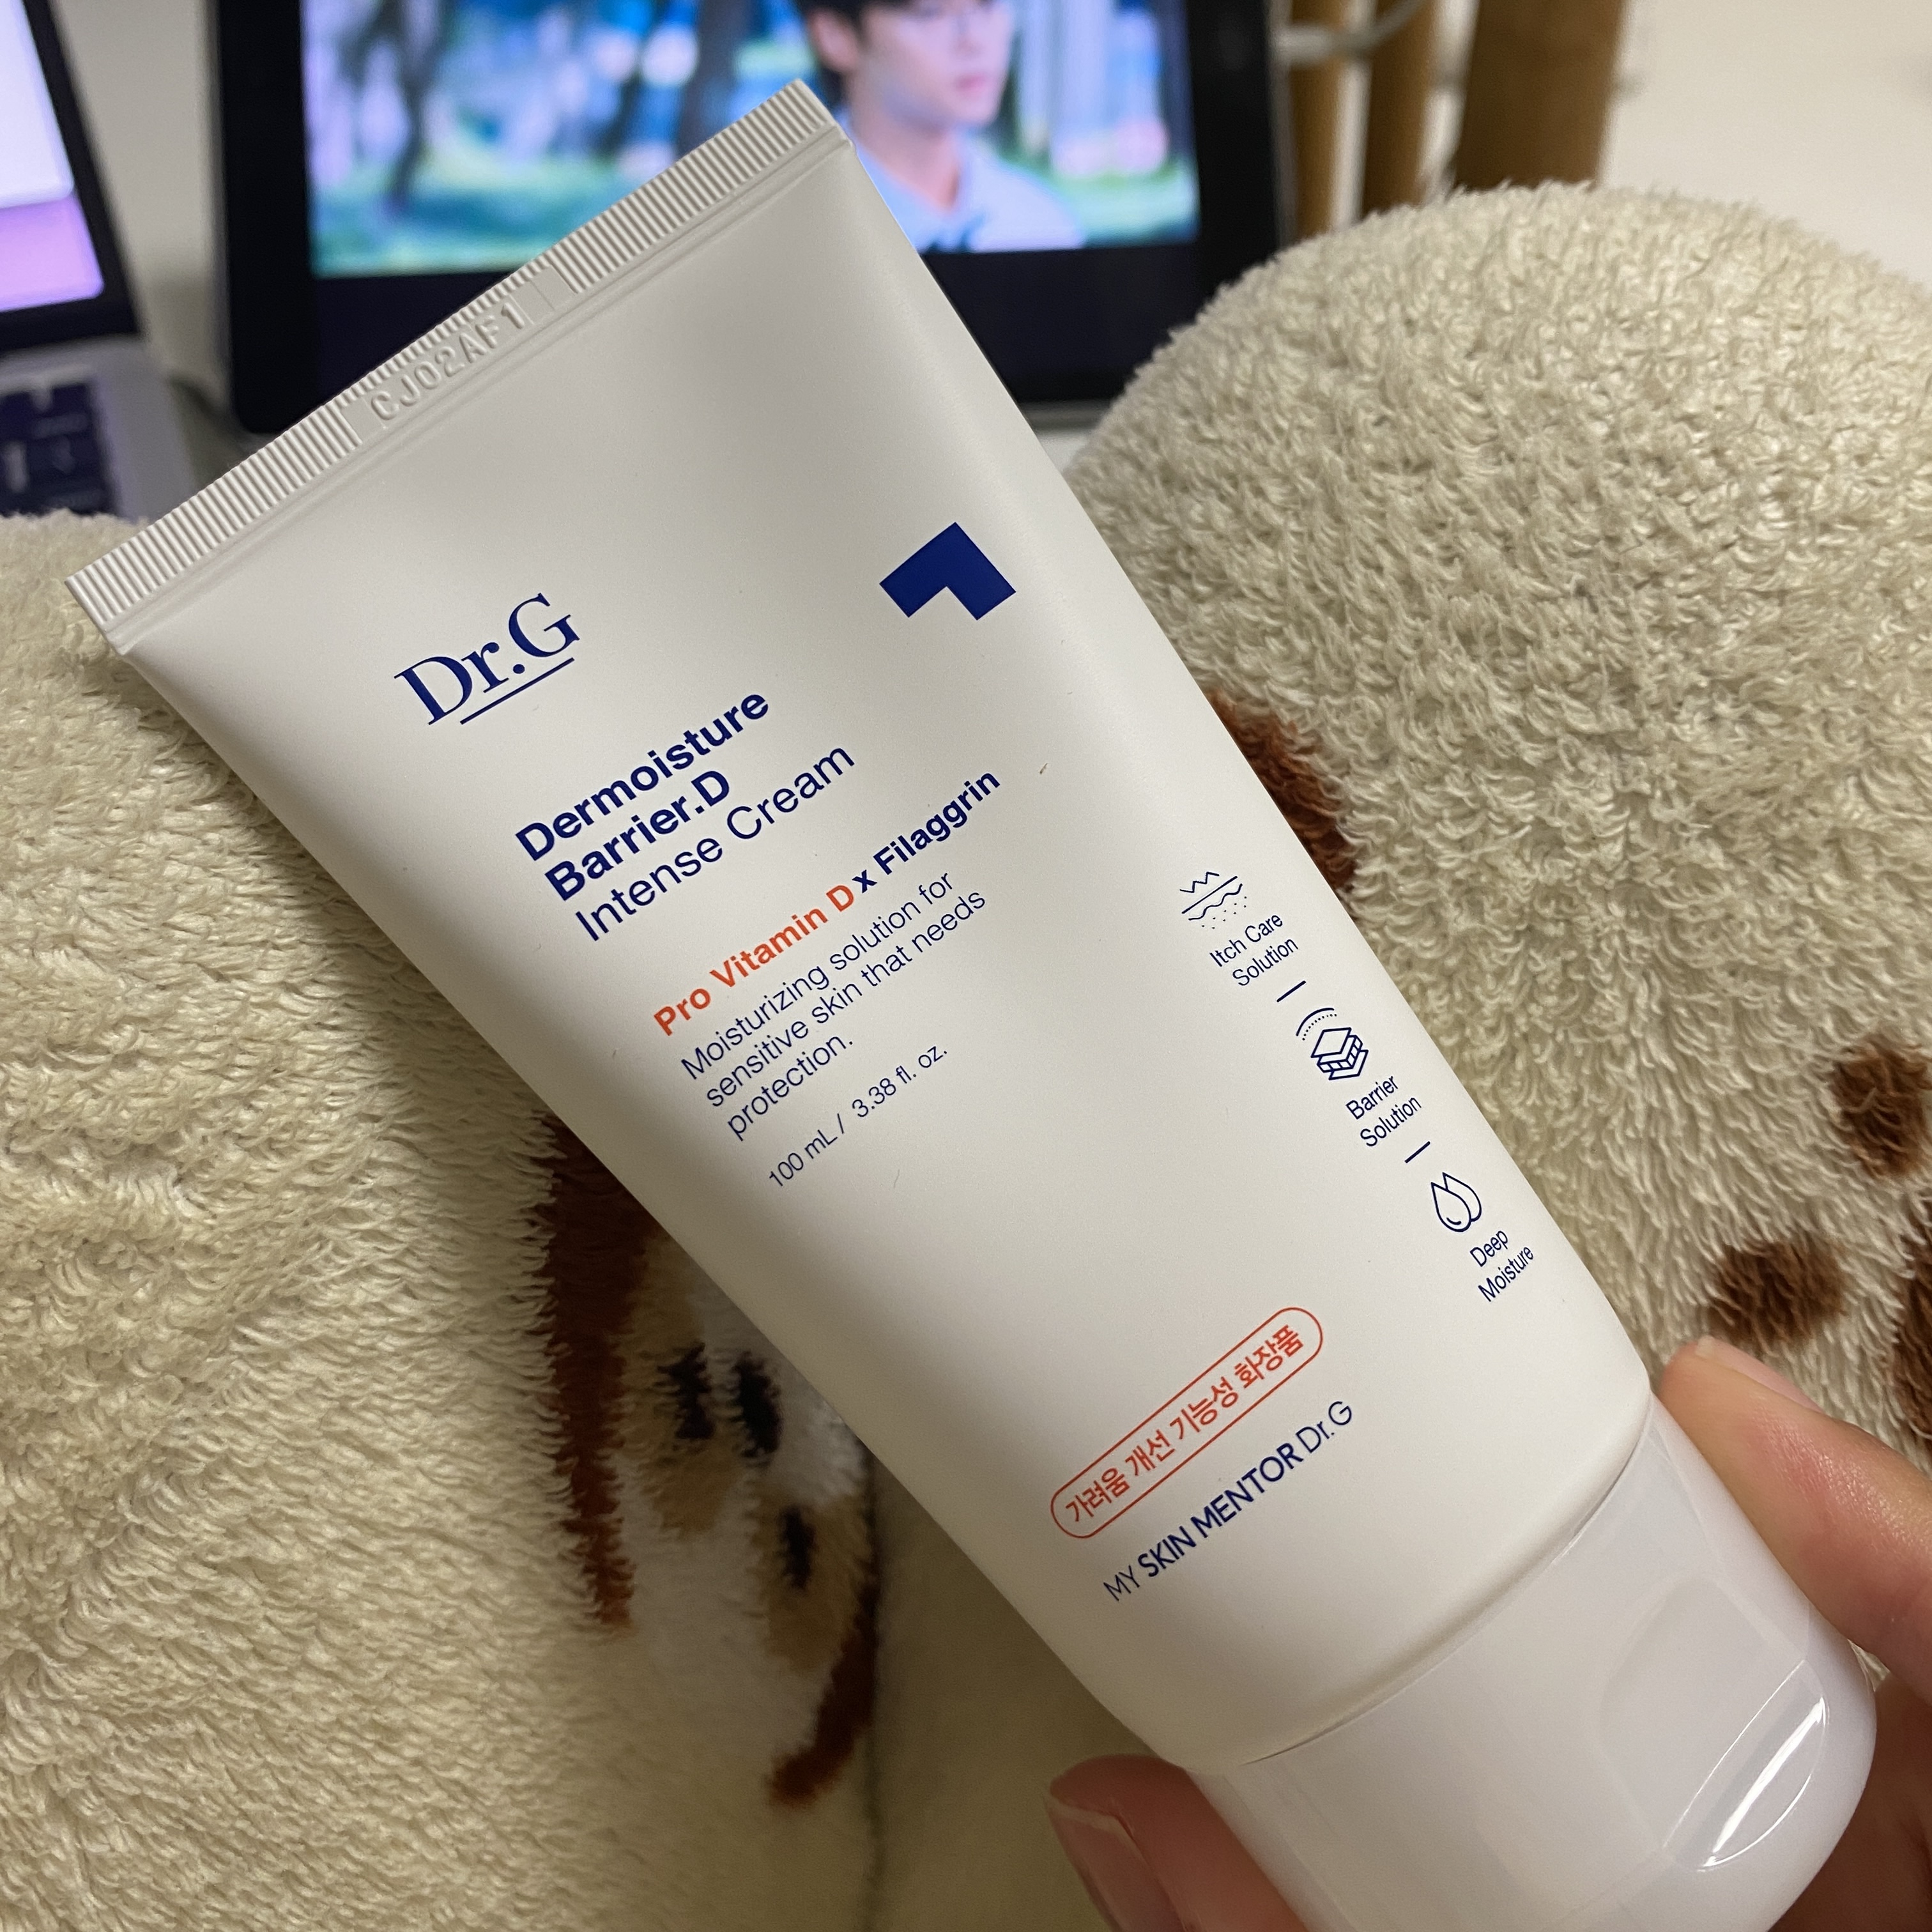 CJ02AF1
Dr.G
Dermoisture
Barrier.D
Intense Cream
Pro Vitamin D x Filaggrin
Moisturizing solution for
sensitive skin that needs
protection.
100 mL / 3.38 fl. oz.
Itch Care
Solution
Barrier
Solution
Deep
Moisture
가려움 개선 기능성 화장품
MY SKIN MENTOR Dr.G